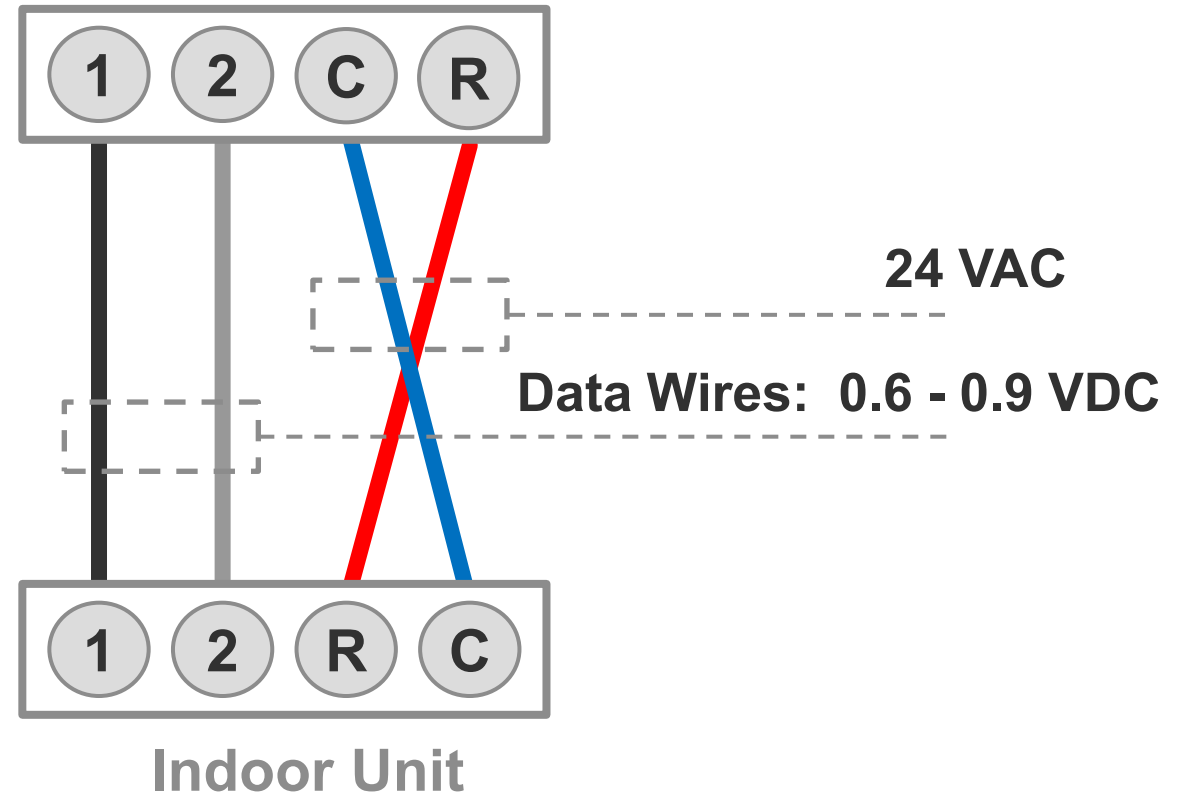 1 2 C R
24 VAC
Data Wires: 0.6 - 0.9 VDC
1 2 R C
Indoor Unit